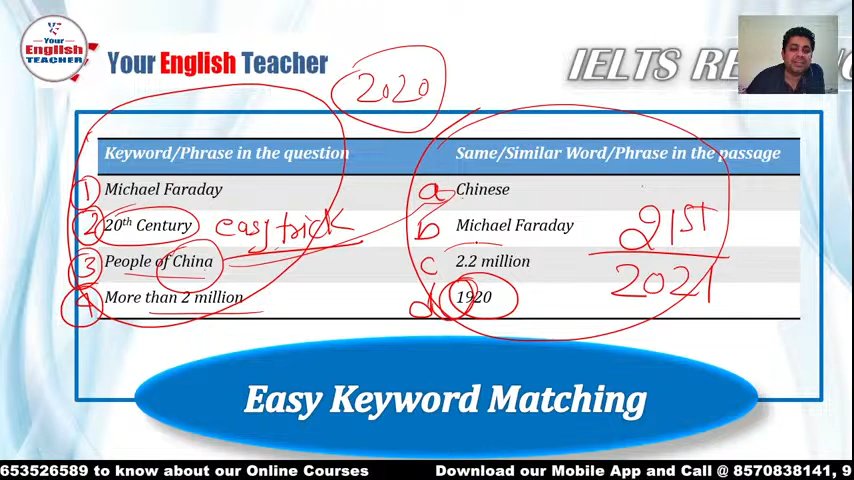 Your
English
TEACHER
Your English Teacher
IELTS RE
2020
Keyword/Phrase in the question
Same/Similar Word/Phrase in the passage
1 Michael Faraday
a Chinese
2 20th Century easy trick
b Michael Faraday
21st
3 People of China
c 2.2 million
2021
4 More than 2 million
d 1920
Easy Keyword Matching
653526589 to know about our Online Courses
Download our Mobile App and Call @ 8570838141, 9